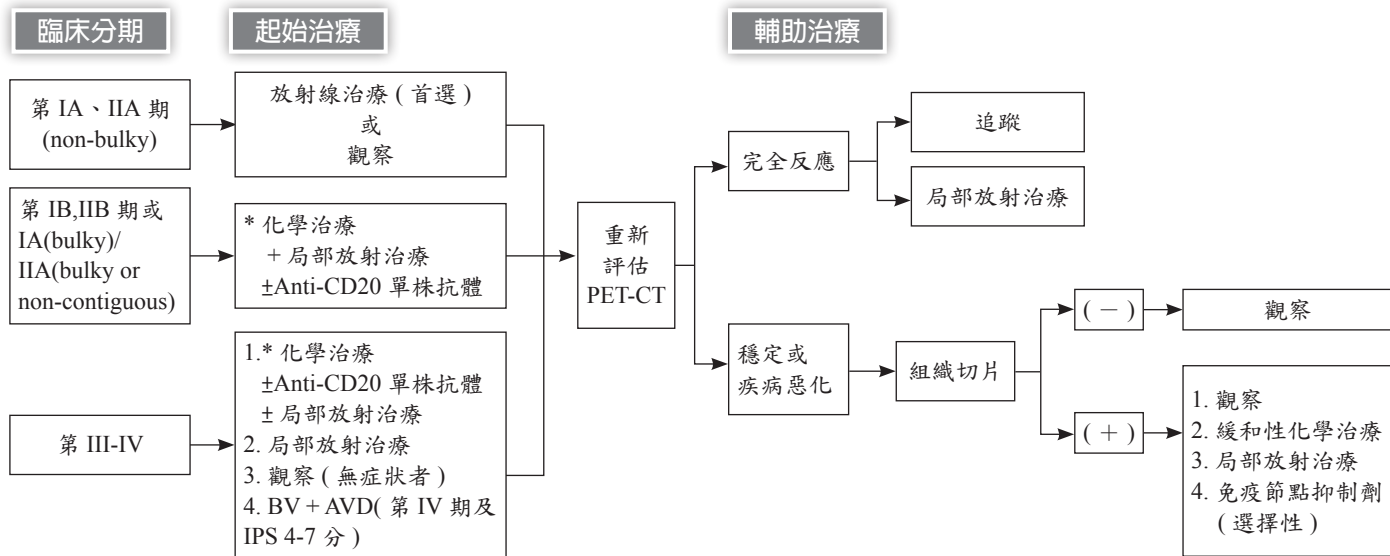 臨床分期
起始治療
輔助治療
第 IA、IIA 期
(non-bulky)
放射線治療 ( 首選 )
或
觀察
第 IB,IIB 期或
IA(bulky)/
IIA(bulky or
non-contiguous)
* 化學治療
+ 局部放射治療
±Anti-CD20 單株抗體
第 III-IV
1.* 化學治療
±Anti-CD20 單株抗體
± 局部放射治療
2. 局部放射治療
3. 觀察 ( 無症狀者 )
4. BV + AVD( 第 IV 期及
IPS 4-7 分 )
重新
評估
PET-CT
完全反應
追蹤
局部放射治療
穩定或
疾病惡化
組織切片
( − )
觀察
( + )
1. 觀察
2. 緩和性化學治療
3. 局部放射治療
4. 免疫節點抑制劑
( 選擇性 )